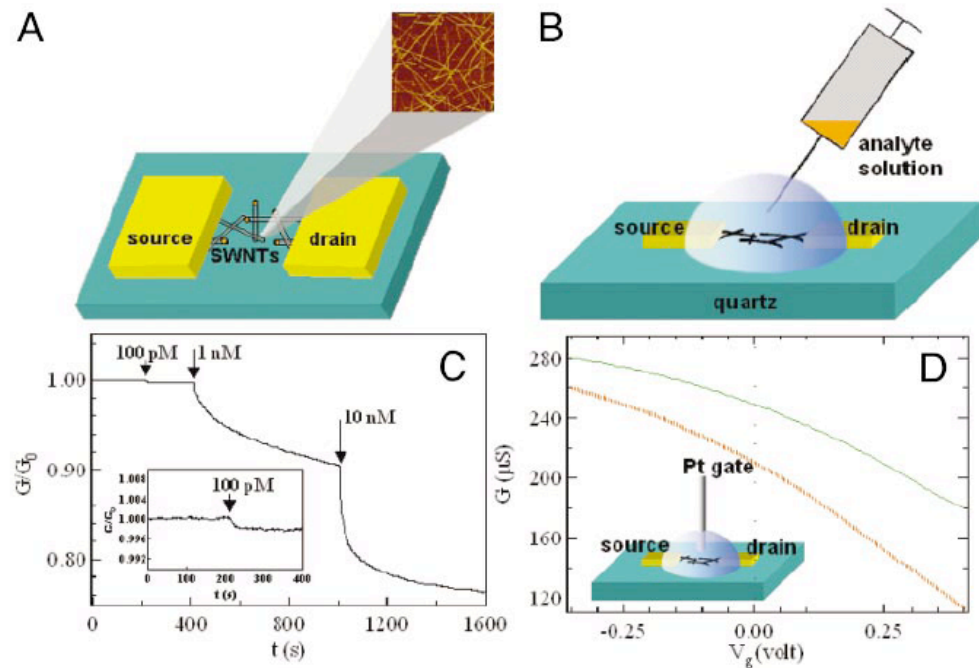 A
source
SWNTs
drain
B
analyte
solution
source
drain
quartz
C
100 pM
1 nM
10 nM
G/G0
1.00
0.90
0.80
0
400
800
1200
1600
t (s)
100 pM
G/G0
1.008
1.004
1.000
0.996
0.992
0
100
200
300
400
t (s)
D
G (µS)
280
240
200
160
120
Pt gate
source
drain
-0.25
0.00
0.25
Vg (volt)